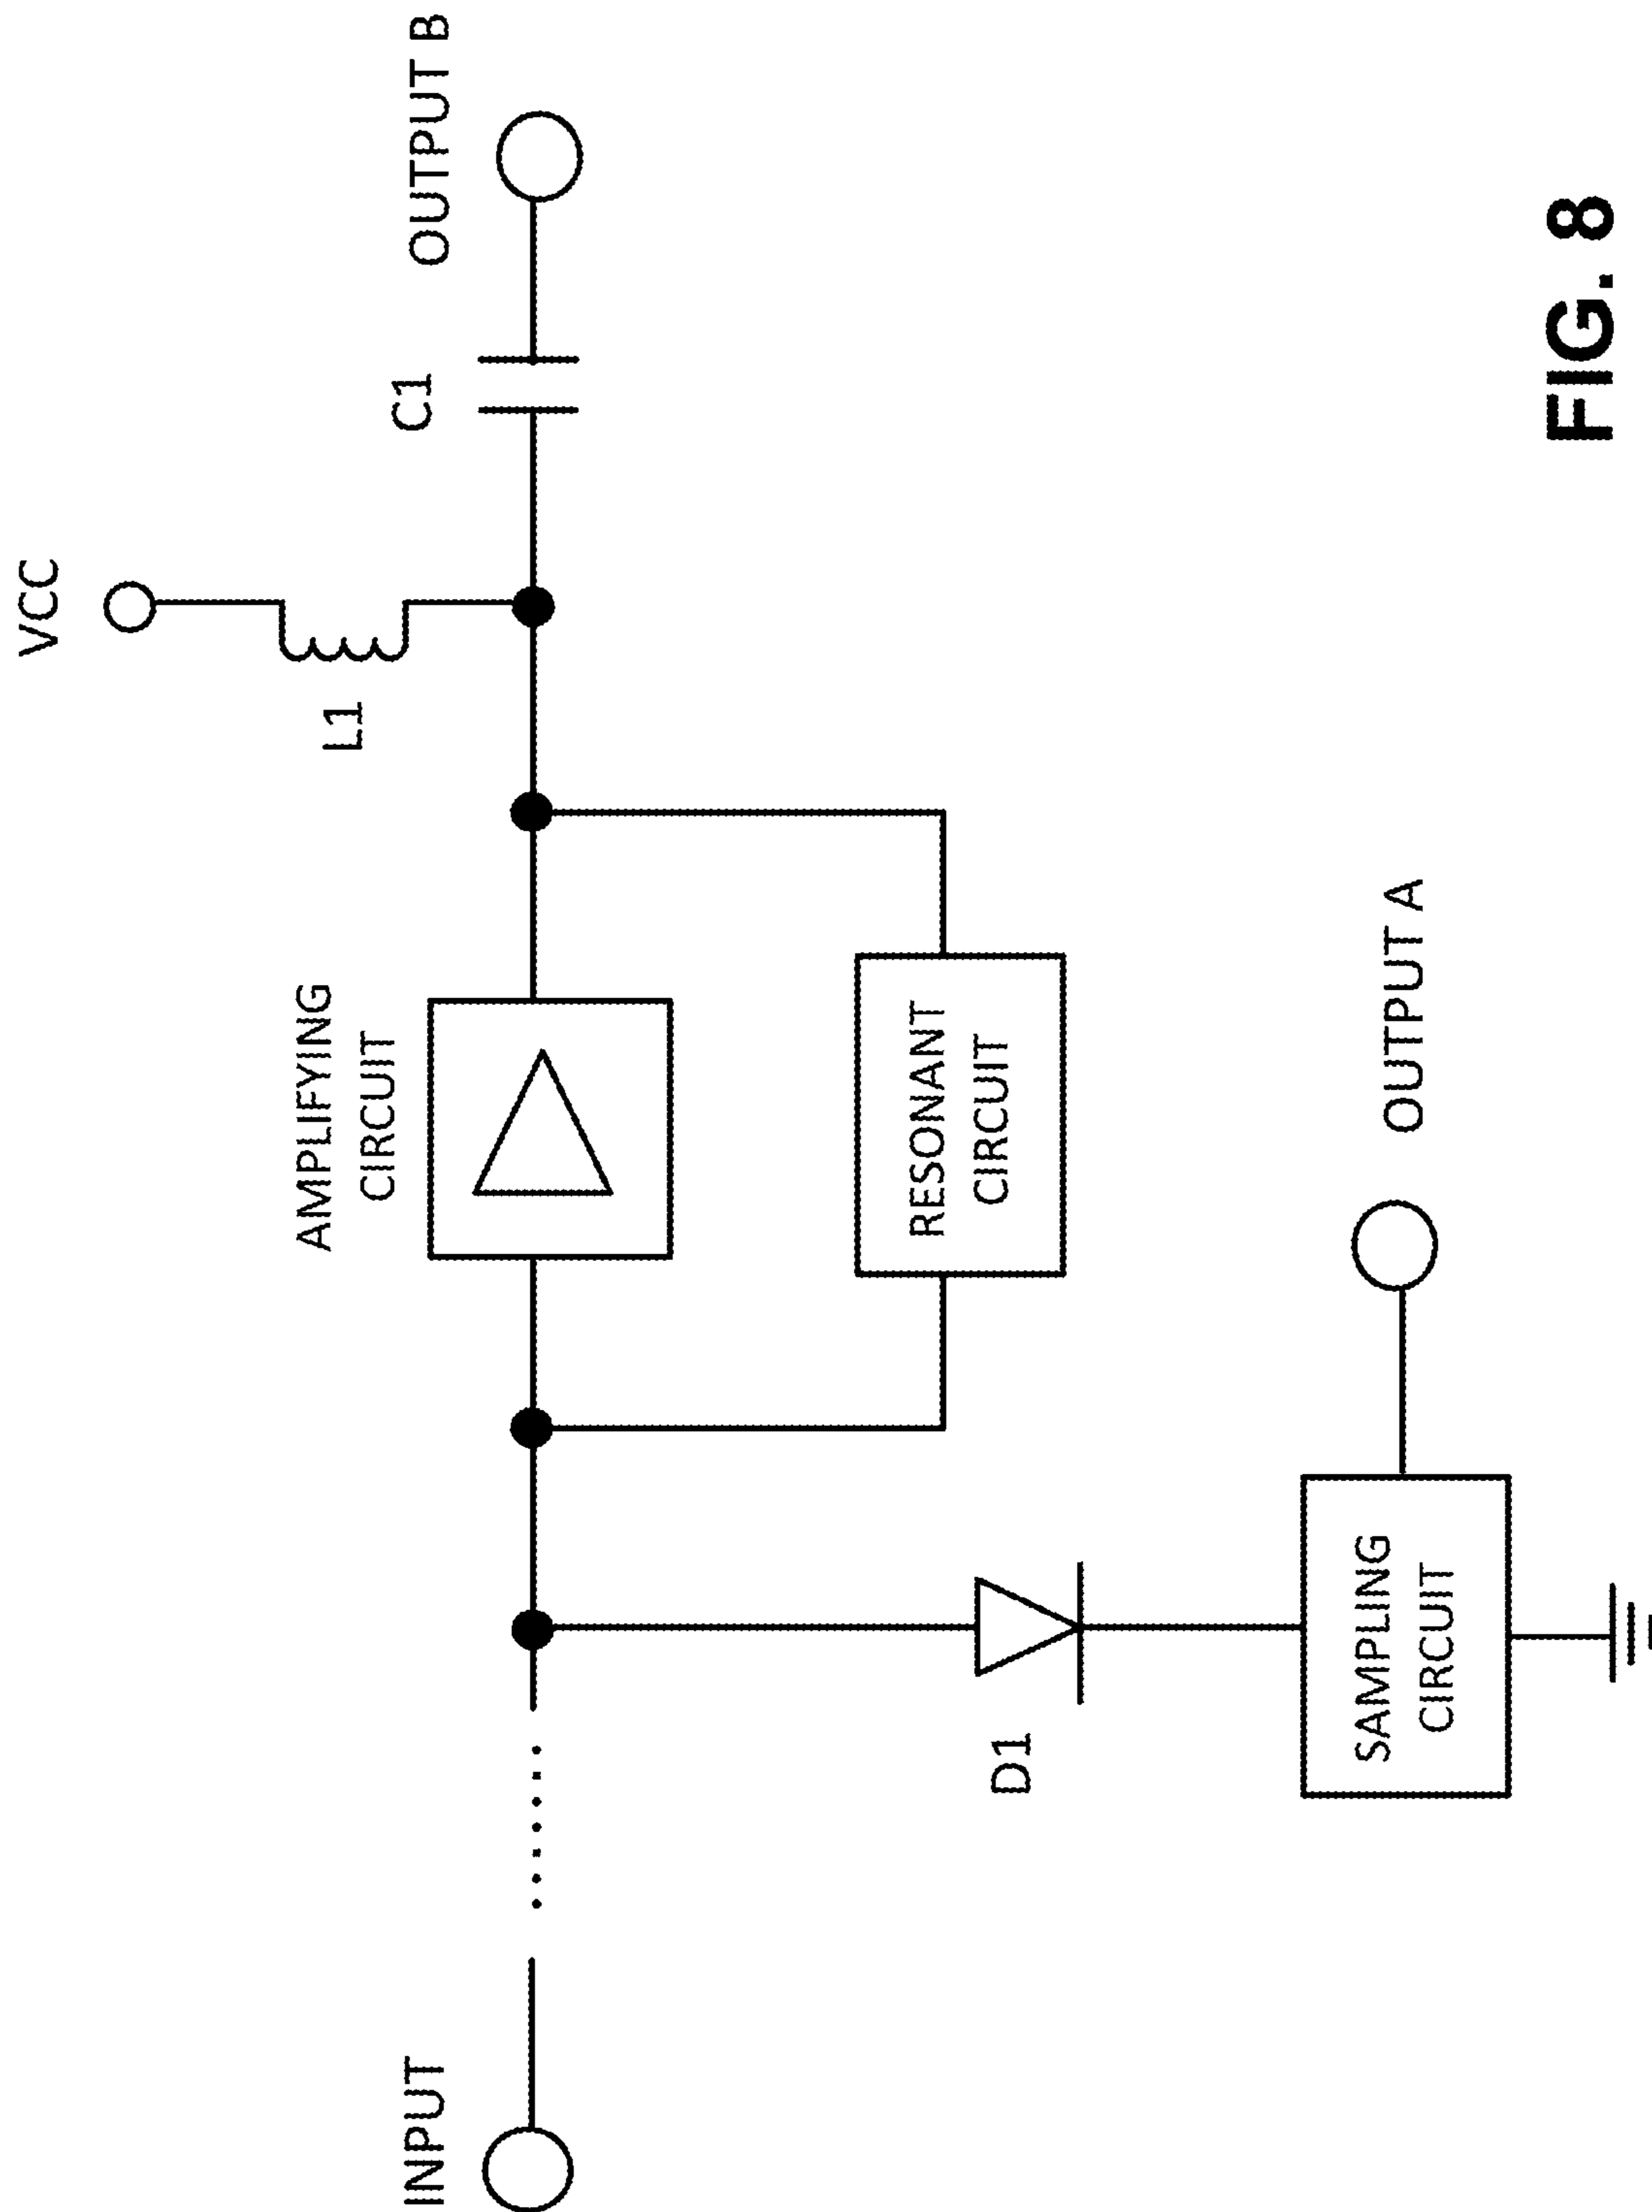 VCC
L1
C1
OUTPUT B
AMPLIFYING
CIRCUIT
RESONANT
CIRCUIT
INPUT
D1
SAMPLING
CIRCUIT
OUTPUT A
FIG. 8